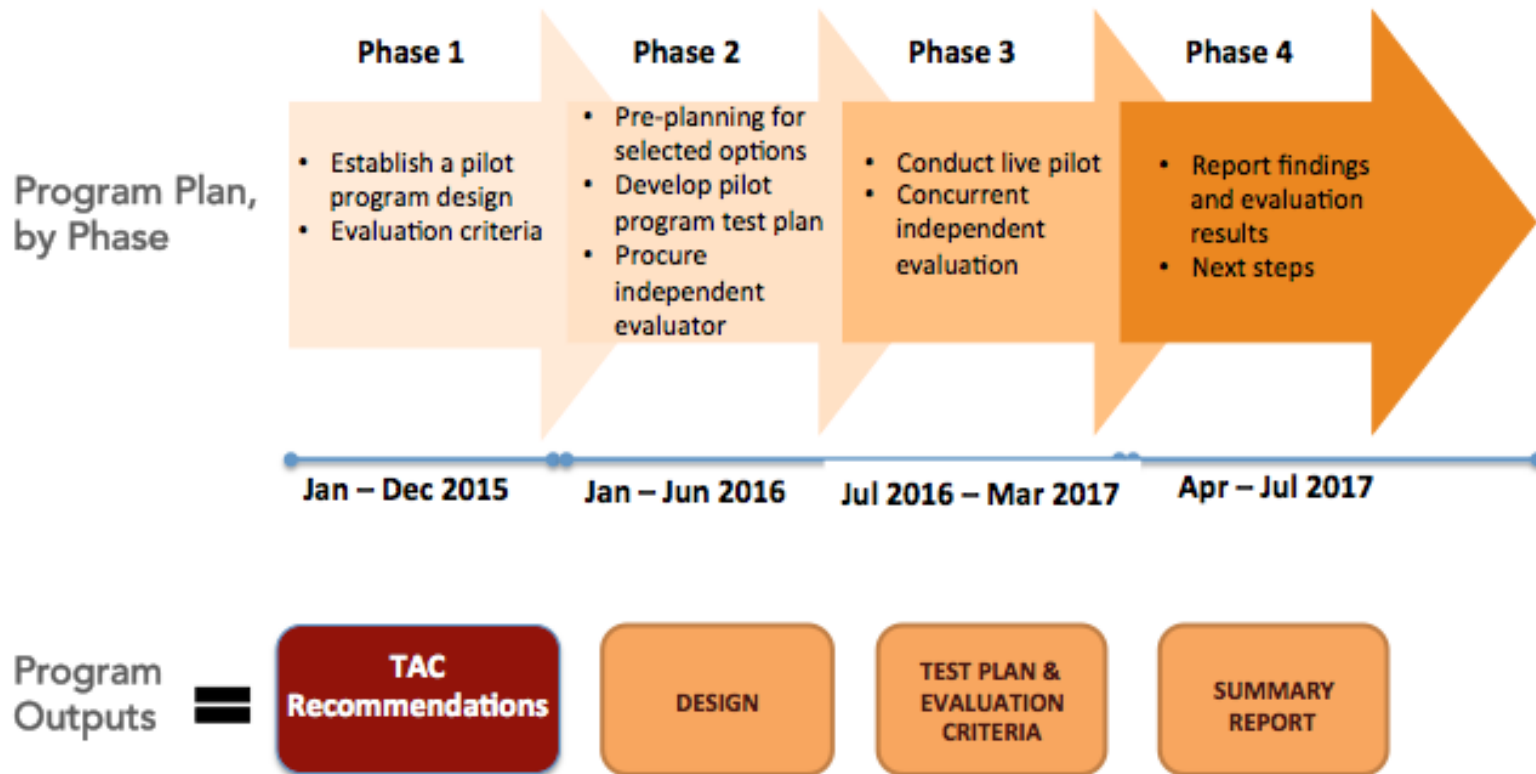 Phase 1
Phase 2
Phase 3
Phase 4
Program Plan,
by Phase
• Establish a pilot
program design
• Evaluation criteria
• Pre-planning for
selected options
• Develop pilot
program test plan
• Procure
independent
evaluator
• Conduct live pilot
• Concurrent
independent
evaluation
• Report findings
and evaluation
results
• Next steps
Jan – Dec 2015
Jan – Jun 2016
Jul 2016 – Mar 2017
Apr – Jul 2017
Program
Outputs
=
TAC
Recommendations
DESIGN
TEST PLAN &
EVALUATION
CRITERIA
SUMMARY
REPORT